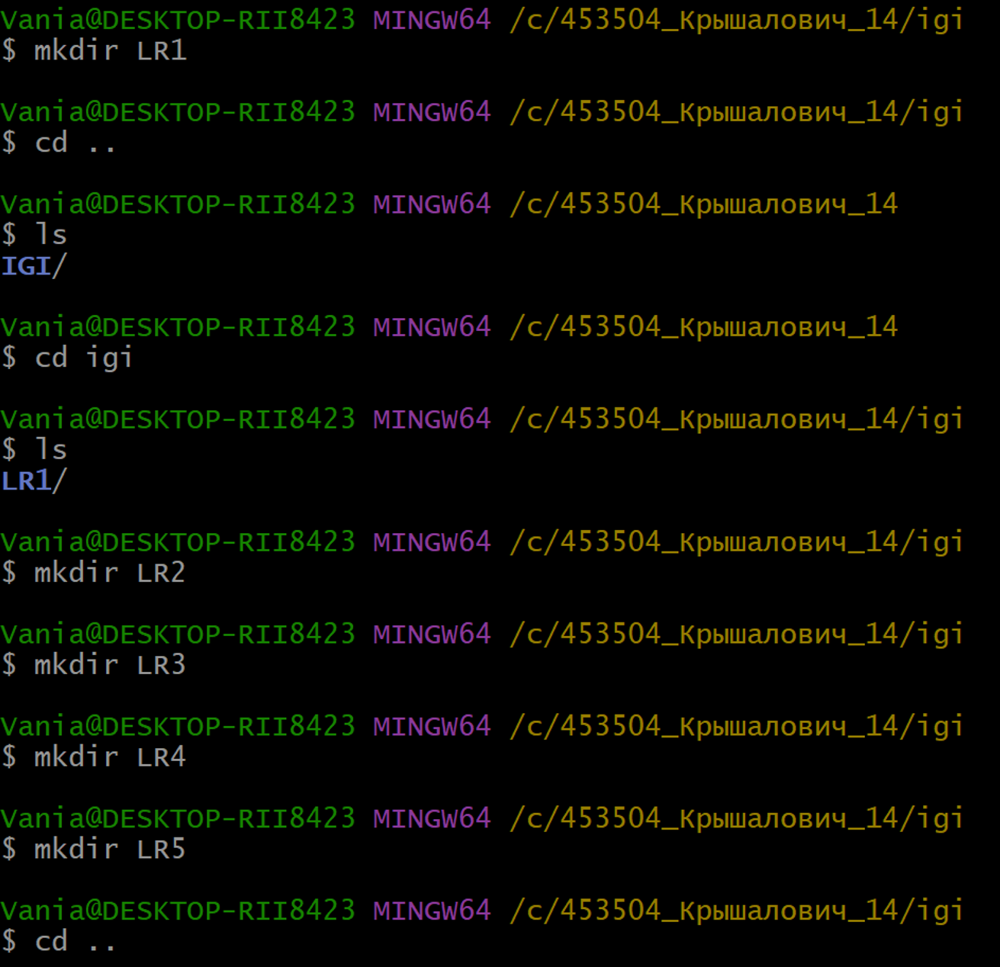 Vania@DESKTOP-RII8423 MINGW64 /c/453504_Крышалович_14/igi
$ mkdir LR1
Vania@DESKTOP-RII8423 MINGW64 /c/453504_Крышалович_14/igi
$ cd ..
Vania@DESKTOP-RII8423 MINGW64 /c/453504_Крышалович_14
$ ls
IGI/
Vania@DESKTOP-RII8423 MINGW64 /c/453504_Крышалович_14
$ cd igi
Vania@DESKTOP-RII8423 MINGW64 /c/453504_Крышалович_14/igi
$ ls
LR1/
Vania@DESKTOP-RII8423 MINGW64 /c/453504_Крышалович_14/igi
$ mkdir LR2
Vania@DESKTOP-RII8423 MINGW64 /c/453504_Крышалович_14/igi
$ mkdir LR3
Vania@DESKTOP-RII8423 MINGW64 /c/453504_Крышалович_14/igi
$ mkdir LR4
Vania@DESKTOP-RII8423 MINGW64 /c/453504_Крышалович_14/igi
$ mkdir LR5
Vania@DESKTOP-RII8423 MINGW64 /c/453504_Крышалович_14/igi
$ cd ..